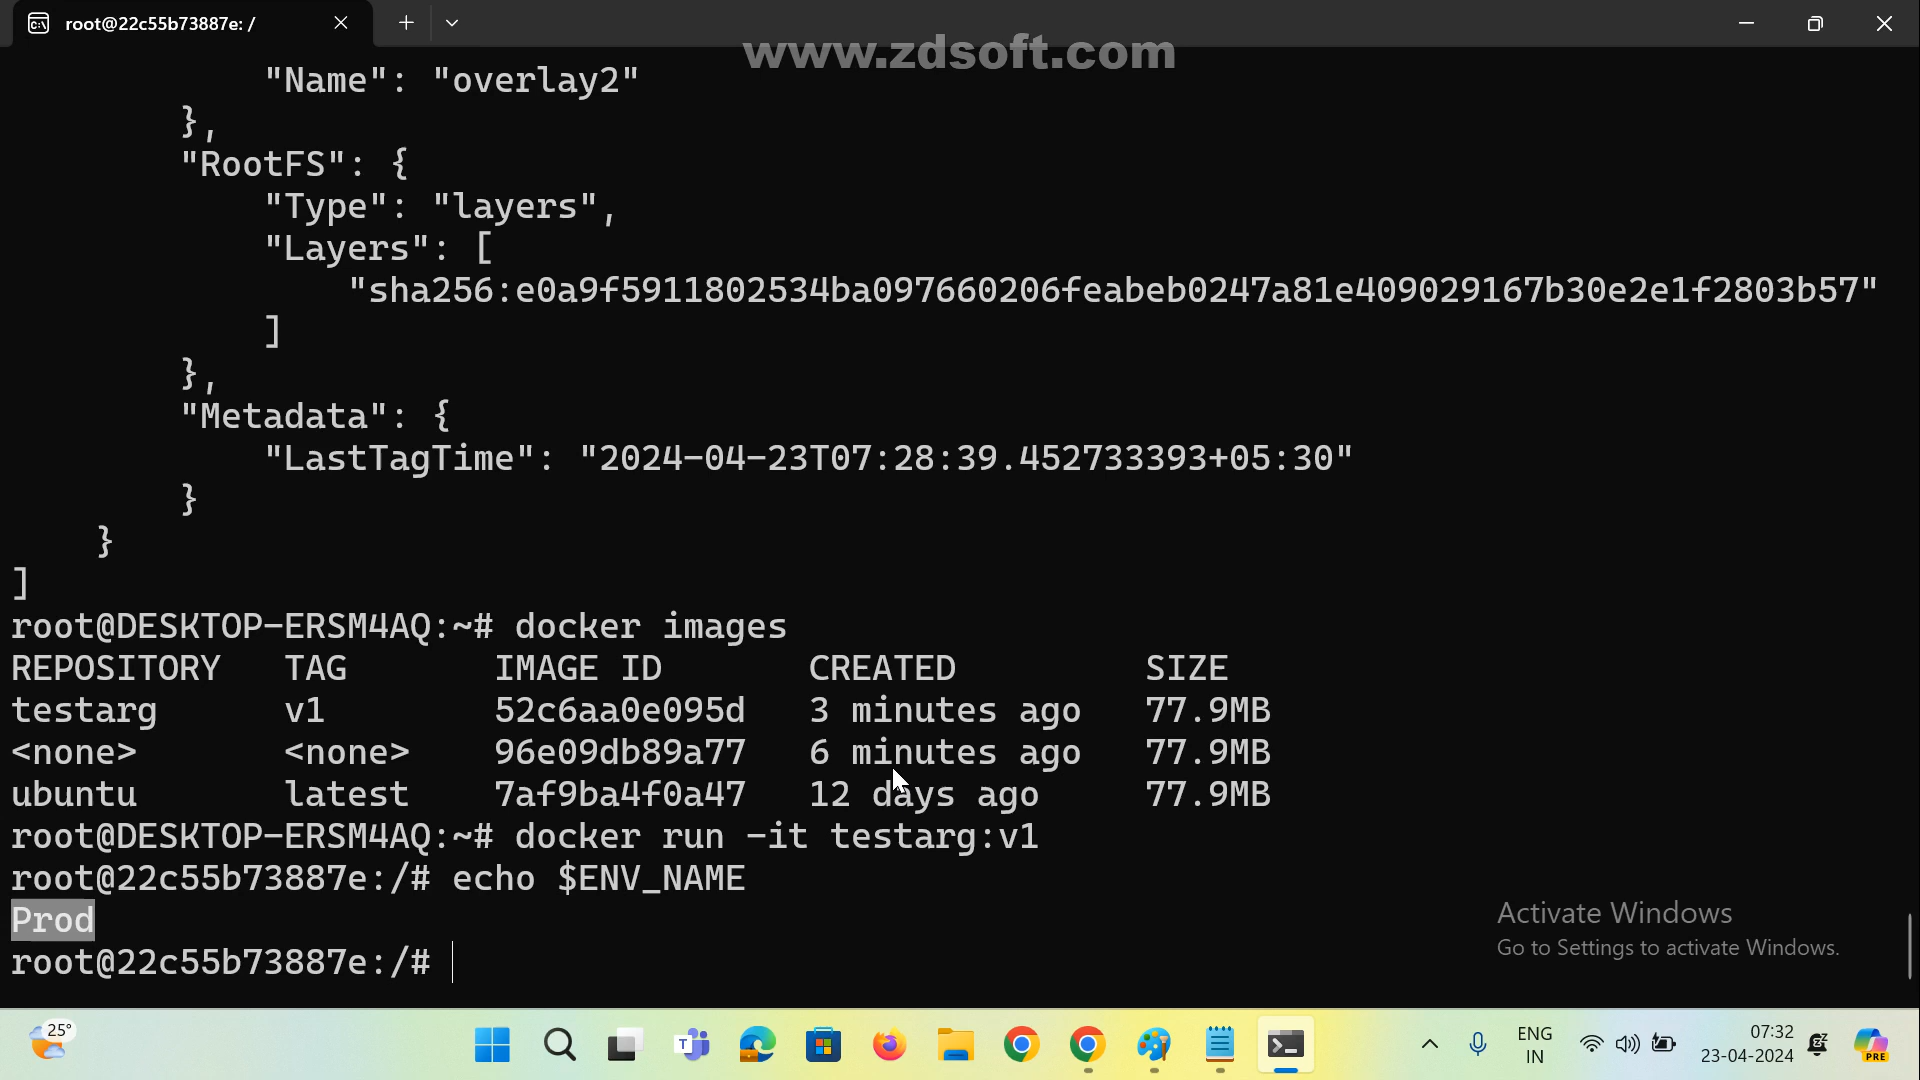 root@22c55b73887e: /
www.zdsoft.com
"Name": "overlay2"
},
"RootFS": {
"Type": "layers",
"Layers": [
"sha256:e0a9f5911802534ba097660206feabeb0247a81e409029167b30e2e1f2803b57"
]
},
"Metadata": {
"LastTagTime": "2024-04-23T07:28:39.452733393+05:30"
}
}
]
root@DESKTOP-ERSM4AQ:~# docker images
REPOSITORY TAG IMAGE ID CREATED SIZE
testarg v1 52c6aa0e095d 3 minutes ago 77.9MB
<none> <none> 96e09db89a77 6 minutes ago 77.9MB
ubuntu latest 7af9ba4f0a47 12 days ago 77.9MB
root@DESKTOP-ERSM4AQ:~# docker run -it testarg:v1
root@22c55b73887e:/# echo $ENV_NAME
Prod
root@22c55b73887e:/#
Activate Windows
Go to Settings to activate Windows.
25°
ENG
IN
07:32
23-04-2024
PRE